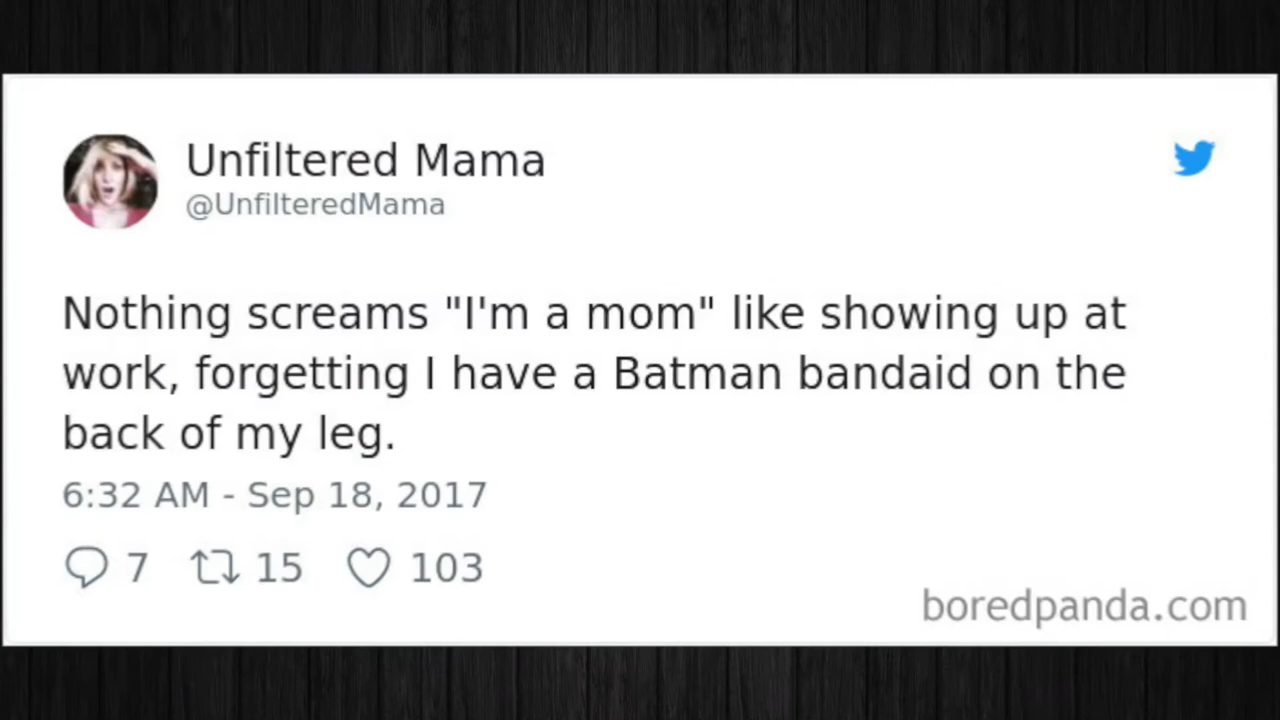 Unfiltered Mama
@UnfilteredMama
Nothing screams "I'm a mom" like showing up at
work, forgetting I have a Batman bandaid on the
back of my leg.
6:32 AM - Sep 18, 2017
7 15 103
boredpanda.com